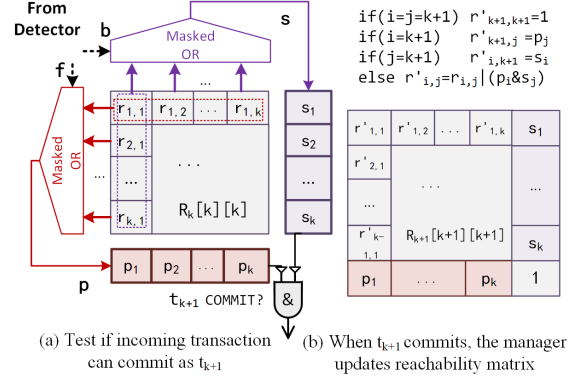 From
Detector
b
Masked
OR
s
f
Masked
OR
...
r1,1 r1,2 . . . r1,k
r2,1
...
rk,1
. . .
Rk[k][k]
s1
s2
...
sk
p
p1 p2 . . . pk
tk+1 COMMIT?
&
(a) Test if incoming transaction
can commit as tk+1
if(i=j=k+1) r'k+1,k+1=1
if(i=k+1) r'k+1,j =pj
if(j=k+1) r'i,k+1 =si
else r'i,j=ri,j|(pi&sj)
r'1,1 r'1,2 . . . r'1,k s1
r'2,1
...
r'k-
1,1
. . .
Rk+1[k+1][k+1]
...
sk
p1 . . . pk 1
(b) When tk+1 commits, the manager
updates reachability matrix